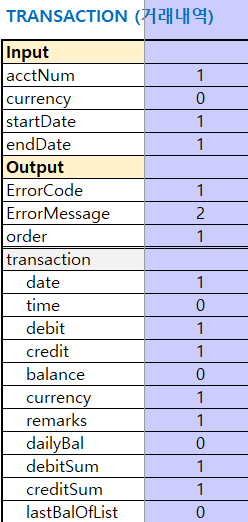 TRANSACTION (거래내역)
Input
acctNum 1
currency 0
startDate 1
endDate 1
Output
ErrorCode 1
ErrorMessage 2
order 1
transaction
date 1
time 0
debit 1
credit 1
balance 0
currency 1
remarks 1
dailyBal 0
debitSum 1
creditSum 1
lastBalOfList 0